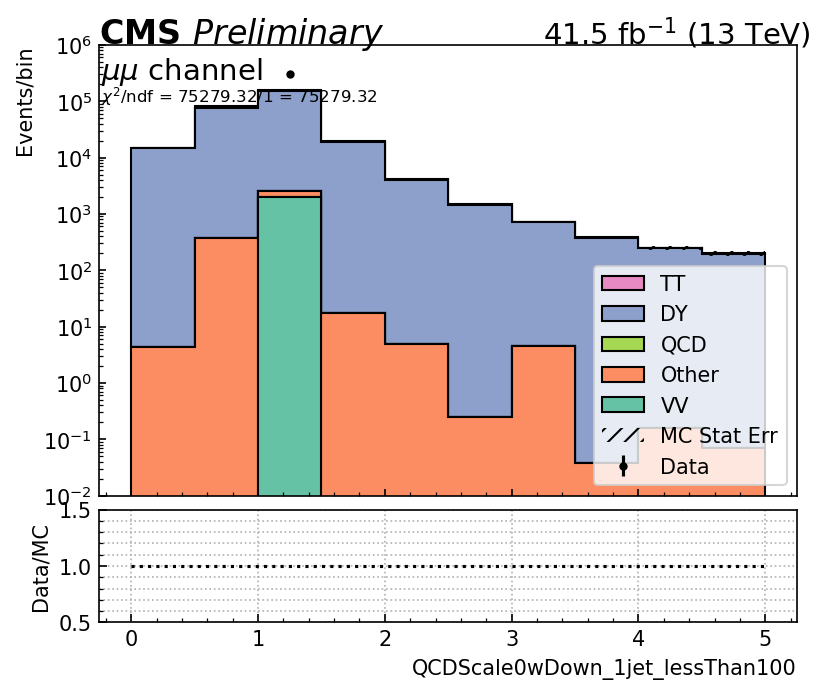 CMS Preliminary 41.5 fb⁻¹ (13 TeV)
μμ channel
χ²/ndf = 75279.32/1 = 75279.32
Events/bin
10⁶
10⁵
10⁴
10³
10²
10¹
10⁰
10⁻¹
10⁻²
TT
DY
QCD
Other
VV
MC Stat Err
Data
Data/MC
1.5
1.0
0.5
0 1 2 3 4 5
QCDScale0wDown_1jet_lessThan100